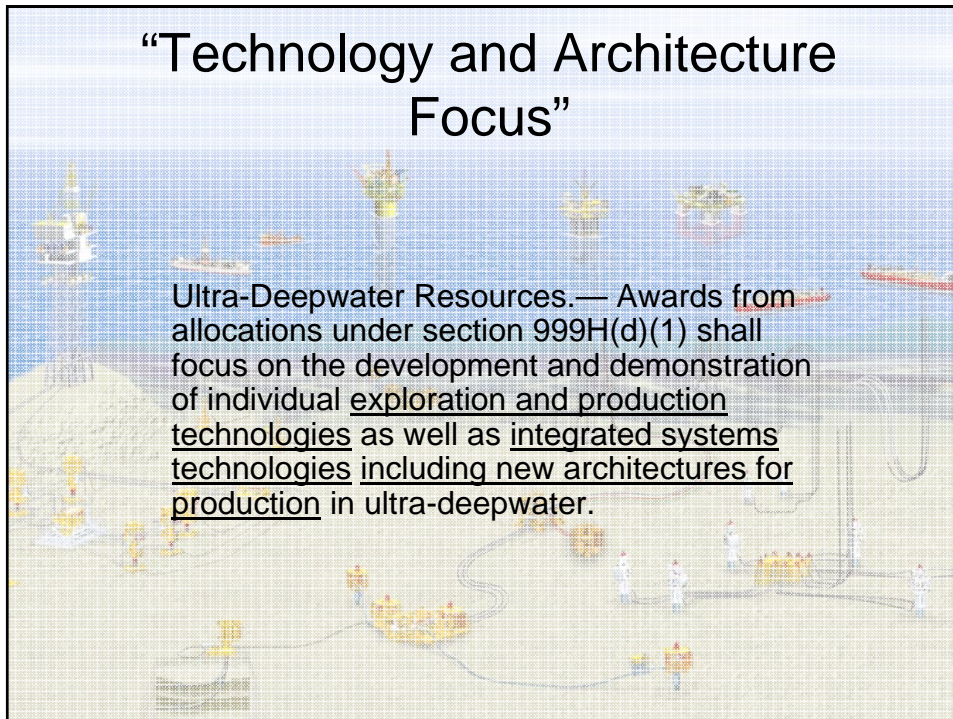 “Technology and Architecture
Focus”
Ultra-Deepwater Resources.— Awards from
allocations under section 999H(d)(1) shall
focus on the development and demonstration
of individual exploration and production
technologies as well as integrated systems
technologies including new architectures for
production in ultra-deepwater.